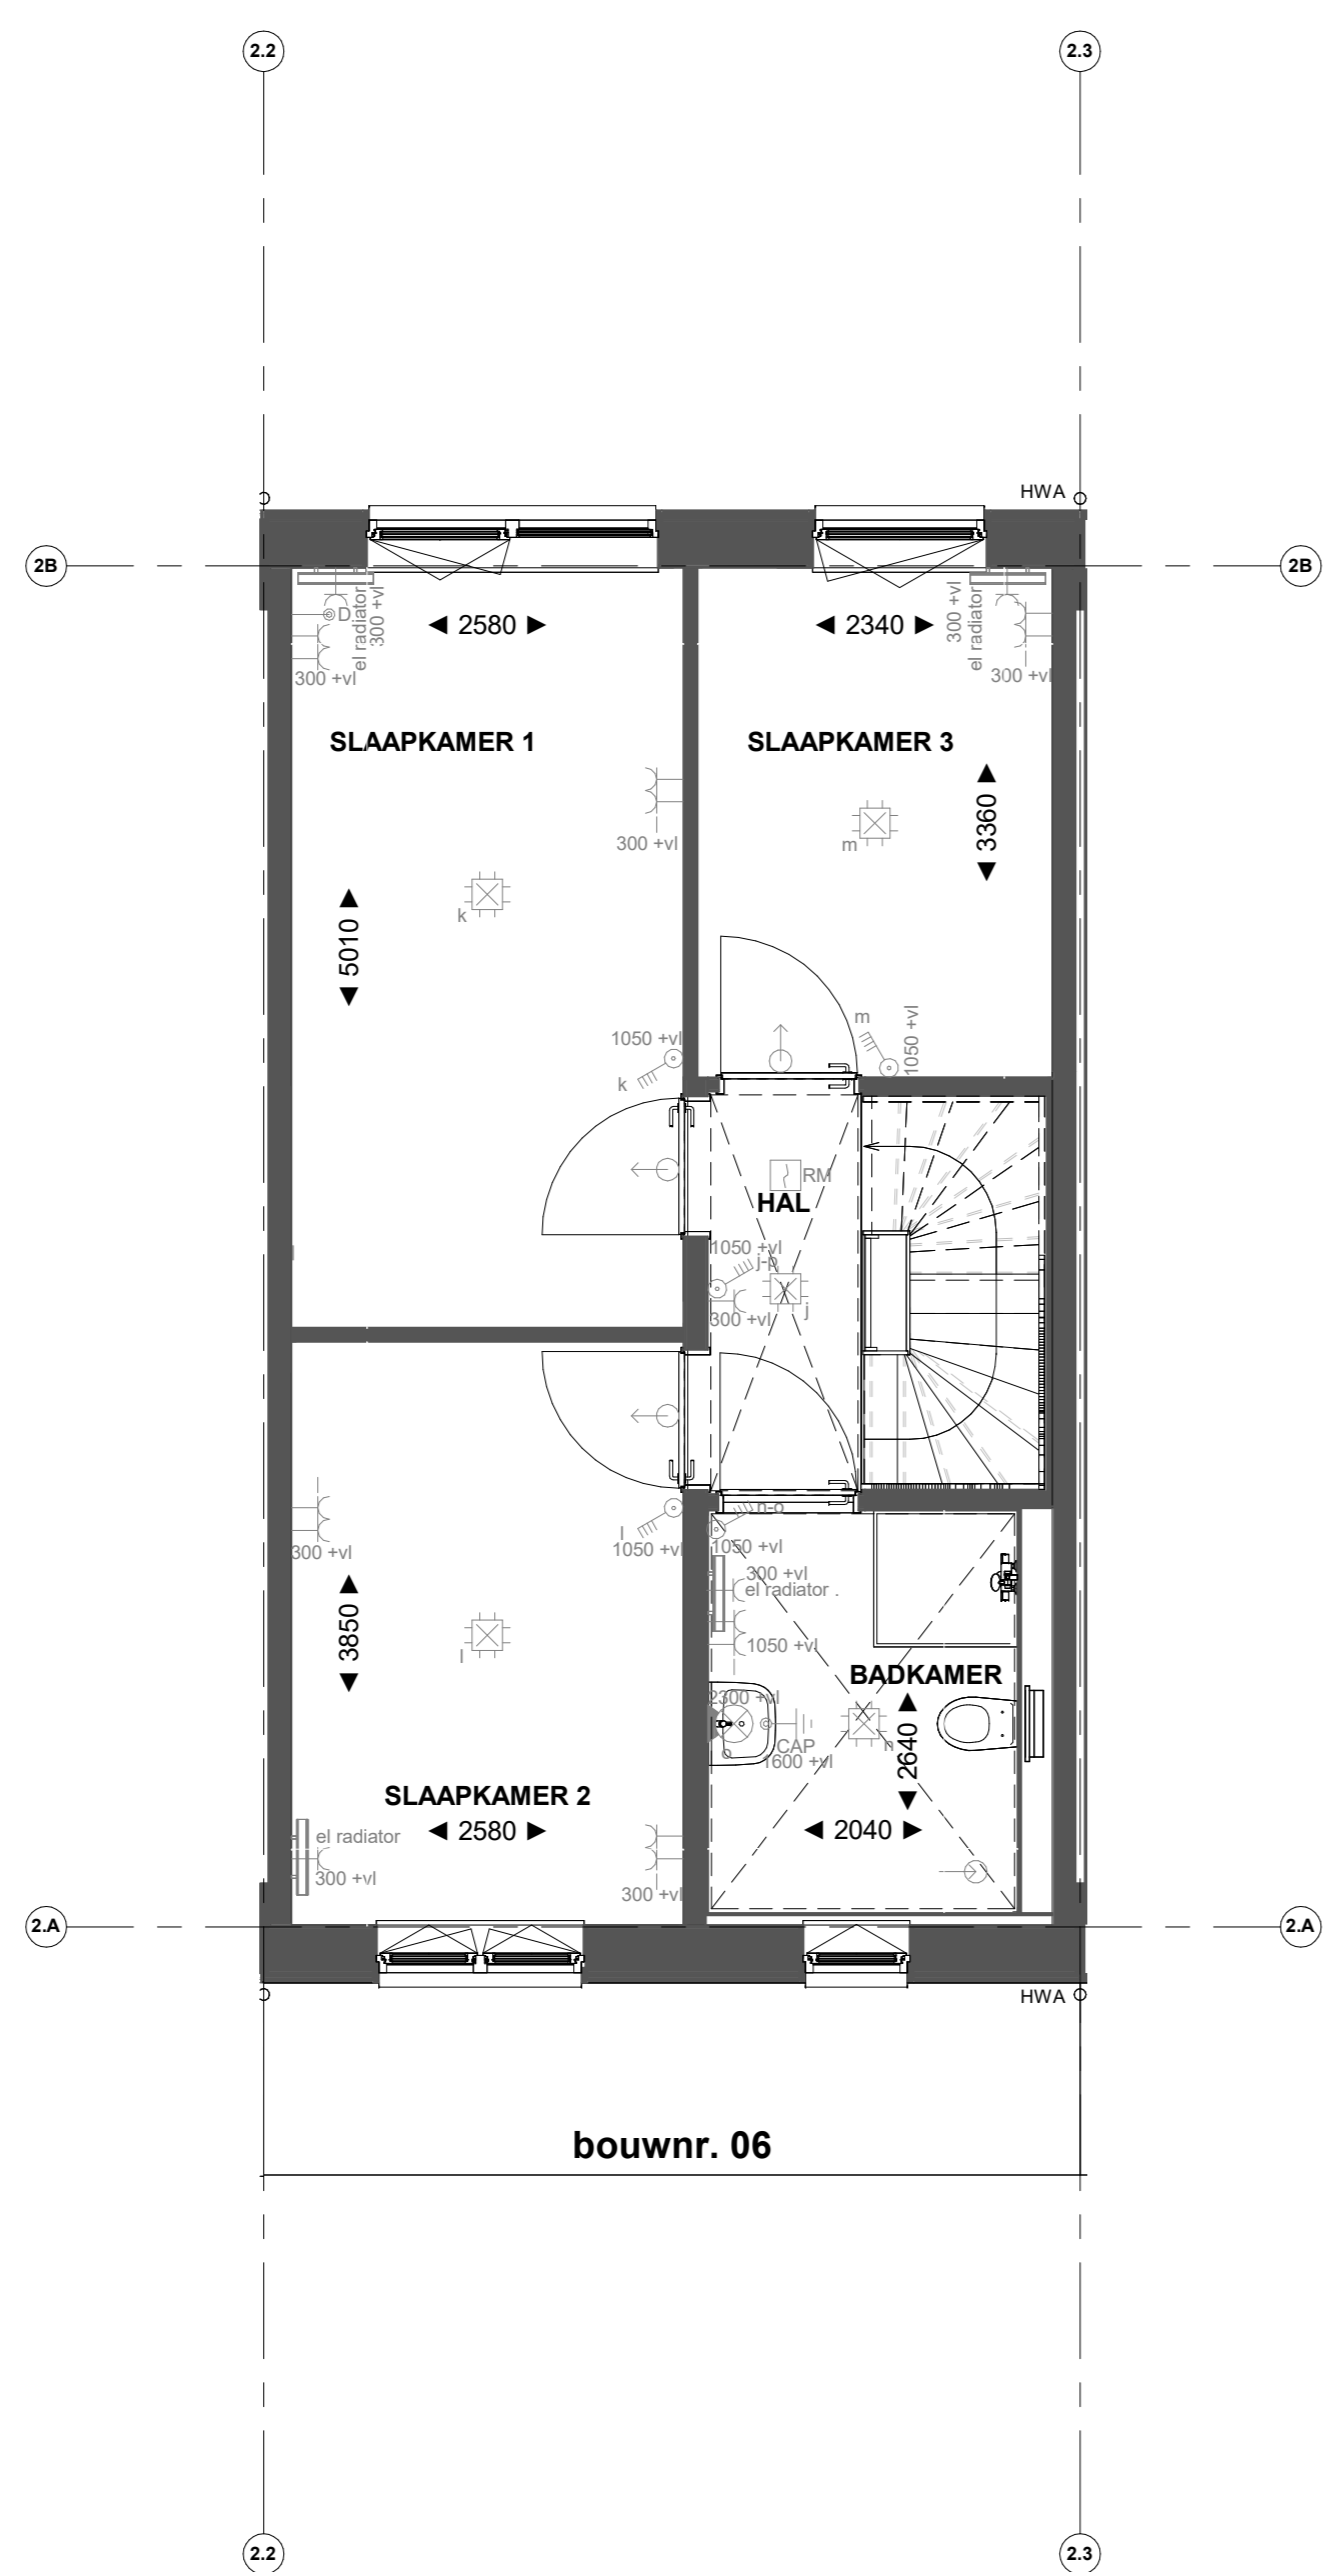 2.2
2.3
HWA
2B
2B
D
el radiator
300 +vl
300 +vl
◄ 2580 ►
◄ 2340 ►
300 +vl
el radiator
300 +vl
SLAAPKAMER 1
SLAAPKAMER 3
◄ 3360 ►
300 +vl
m
k
◄ 5010 ►
1050 +vl
k
m
1050 +vl
RM
HAL
1050 +vl
j-p
j
300 +vl
n-o
1050 +vl
l
1050 +vl
300 +vl
300 +vl
el radiator .
◄ 3850 ►
l
1050 +vl
BADKAMER
2300 +vl
n
◄ 2640 ►
CAP
o
1600 +vl
SLAAPKAMER 2
el radiator
◄ 2580 ►
◄ 2040 ►
300 +vl
300 +vl
2.A
2.A
HWA
bouwnr. 06
2.2
2.3